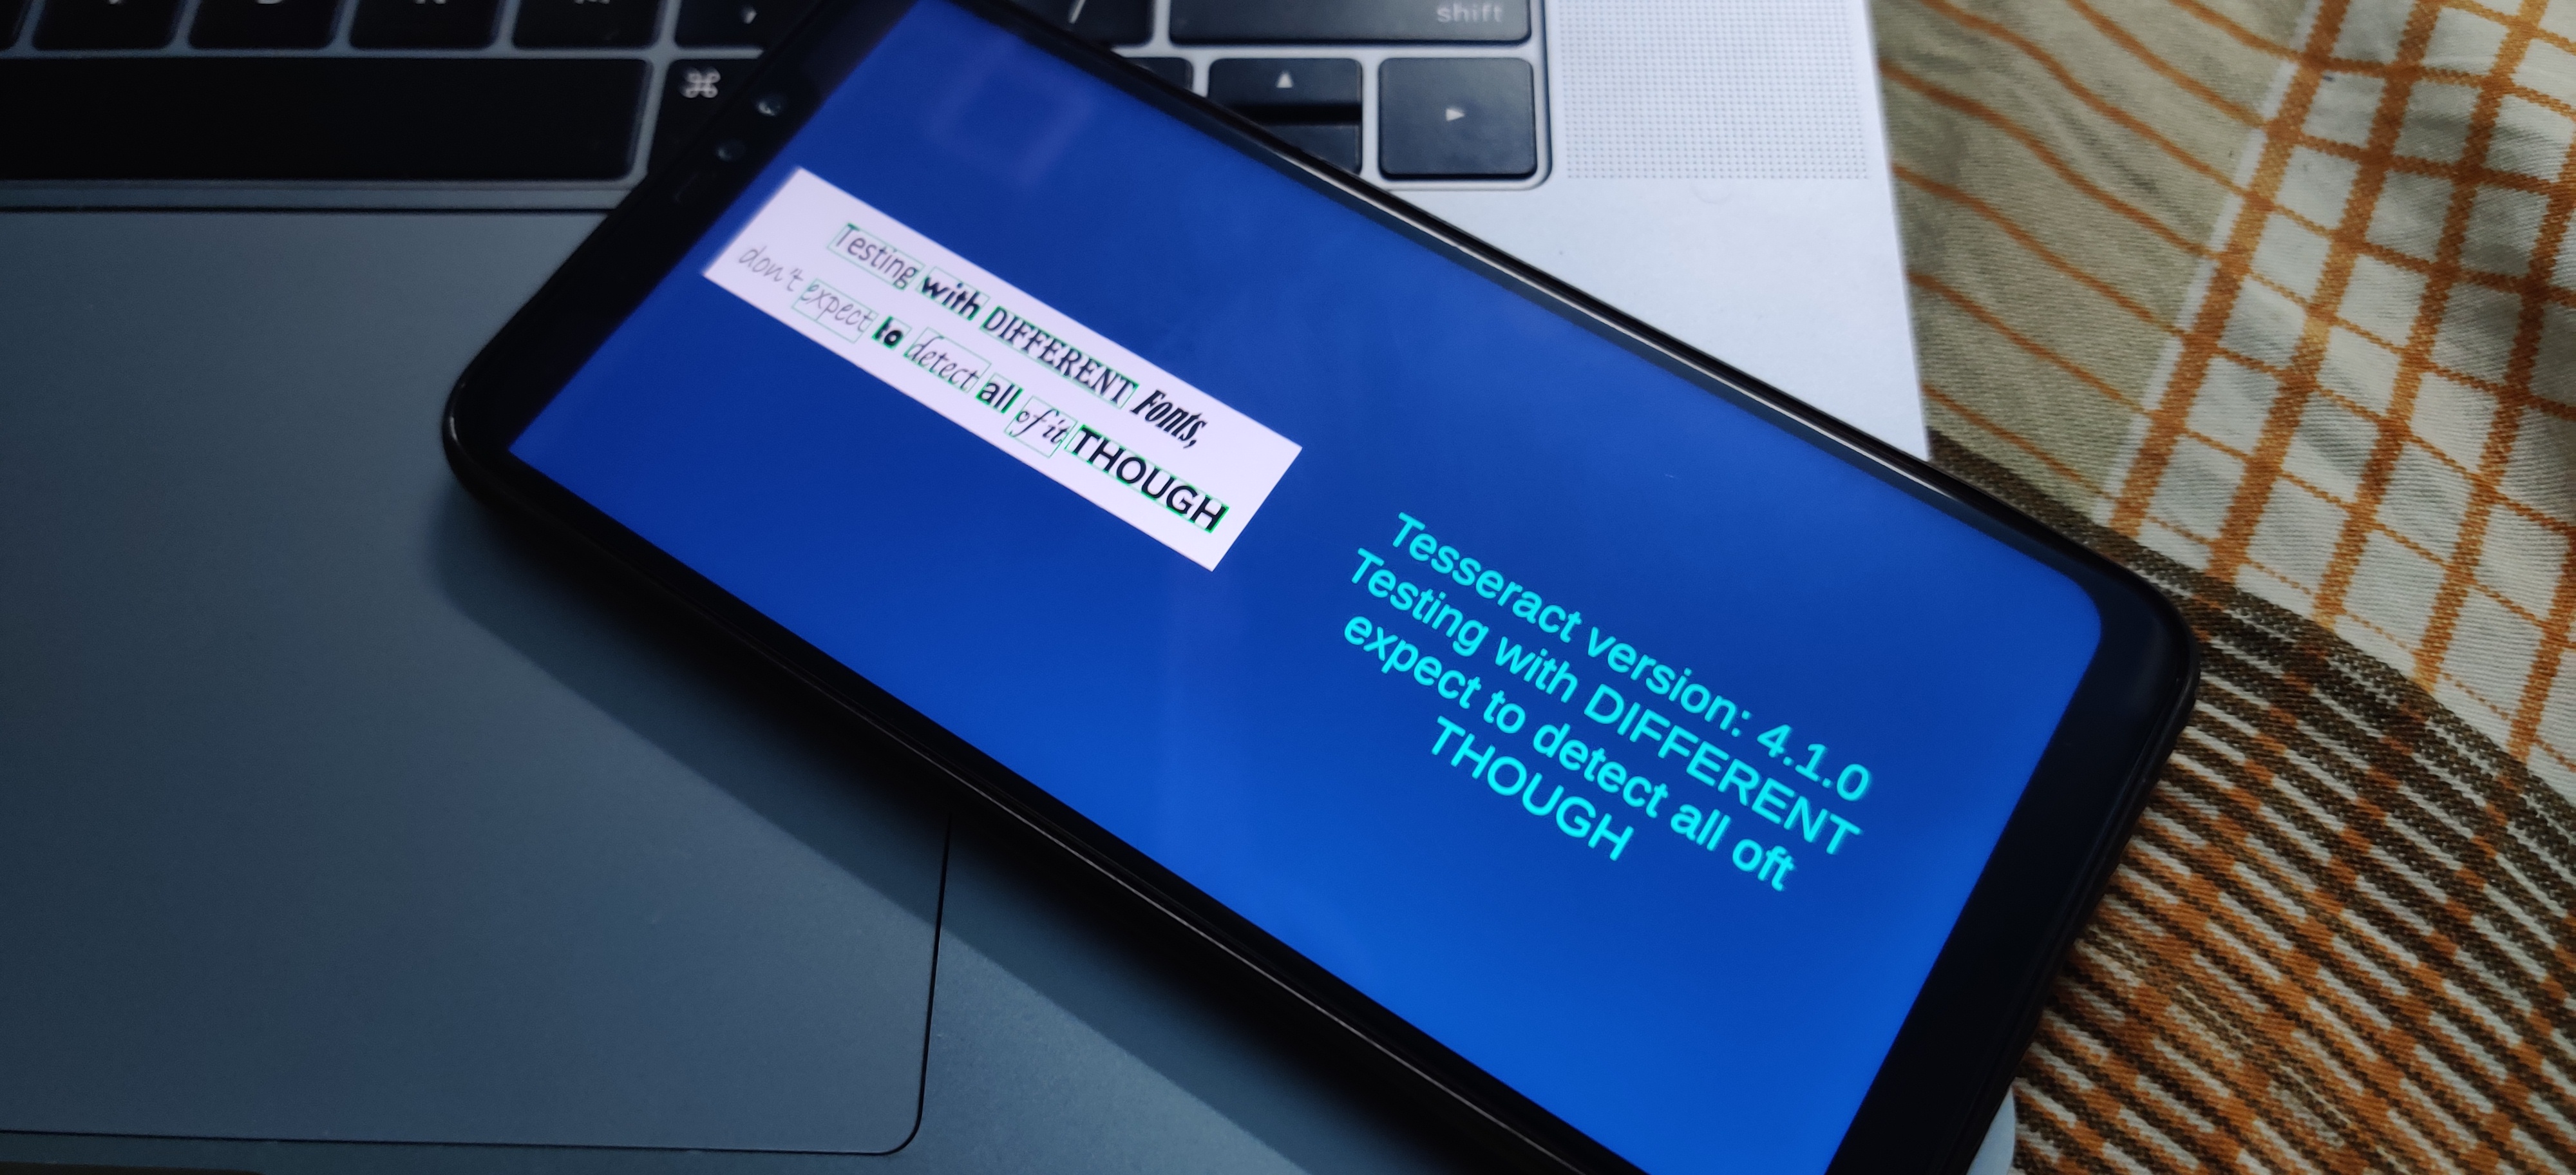 shift
⌘
Testing with DIFFERENT Fonts,
don't expect to detect all of it THOUGH
Tesseract version: 4.1.0
Testing with DIFFERENT
expect to detect all oft
THOUGH